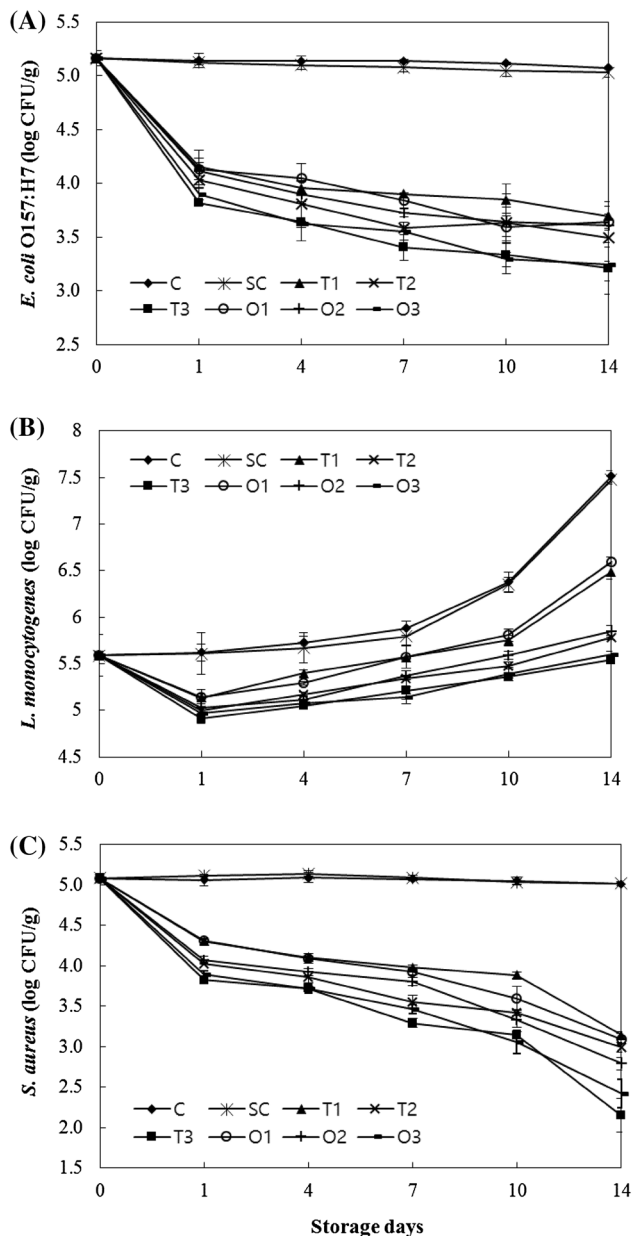 (A)
E. coli O157:H7 (log CFU/g)
5.5
5.0
4.5
4.0
3.5
3.0
2.5
C SC T1 T2
T3 O1 O2 O3
0 1 4 7 10 14
(B)
L. monocytogenes (log CFU/g)
8
7.5
7
6.5
6
5.5
5
4.5
C SC T1 T2
T3 O1 O2 O3
0 1 4 7 10 14
(C)
S. aureus (log CFU/g)
5.5
5.0
4.5
4.0
3.5
3.0
2.5
2.0
1.5
C SC T1 T2
T3 O1 O2 O3
0 1 4 7 10 14
Storage days